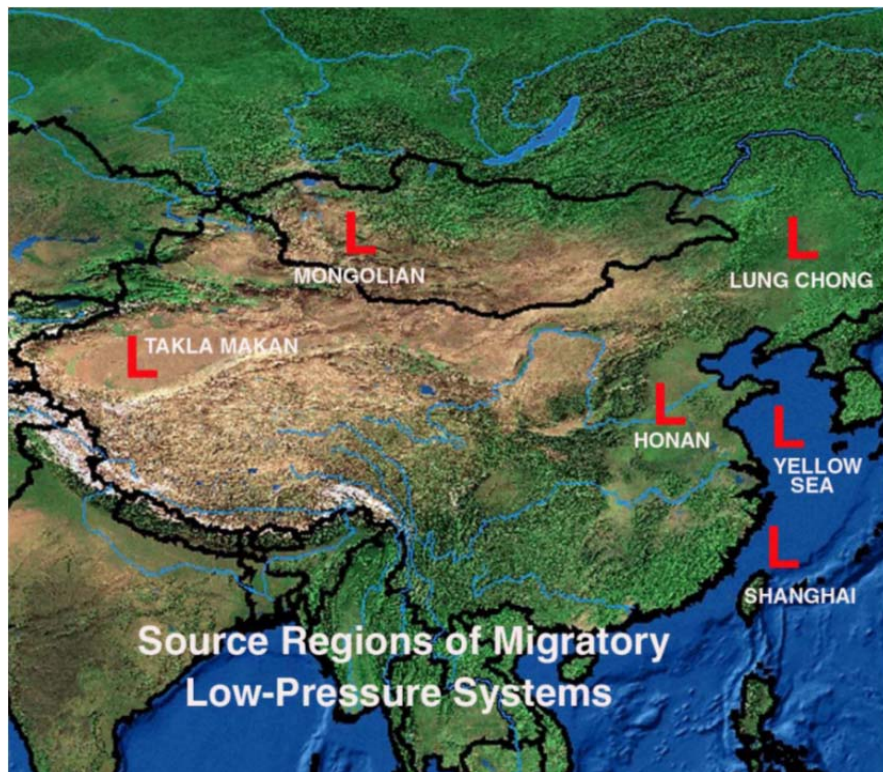 L
MONGOLIAN
L
LUNG CHONG
L
TAKLA MAKAN
L
HONAN
L
YELLOW
SEA
L
SHANGHAI
Source Regions of Migratory
Low-Pressure Systems